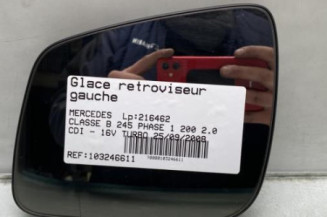 Glace retroviseur
gauche
MERCEDES Lp:216462
CLASSE B 245 PHASE 1 200 2.0
CDI - 16V TURBO 25/09/2008
REF:103246611